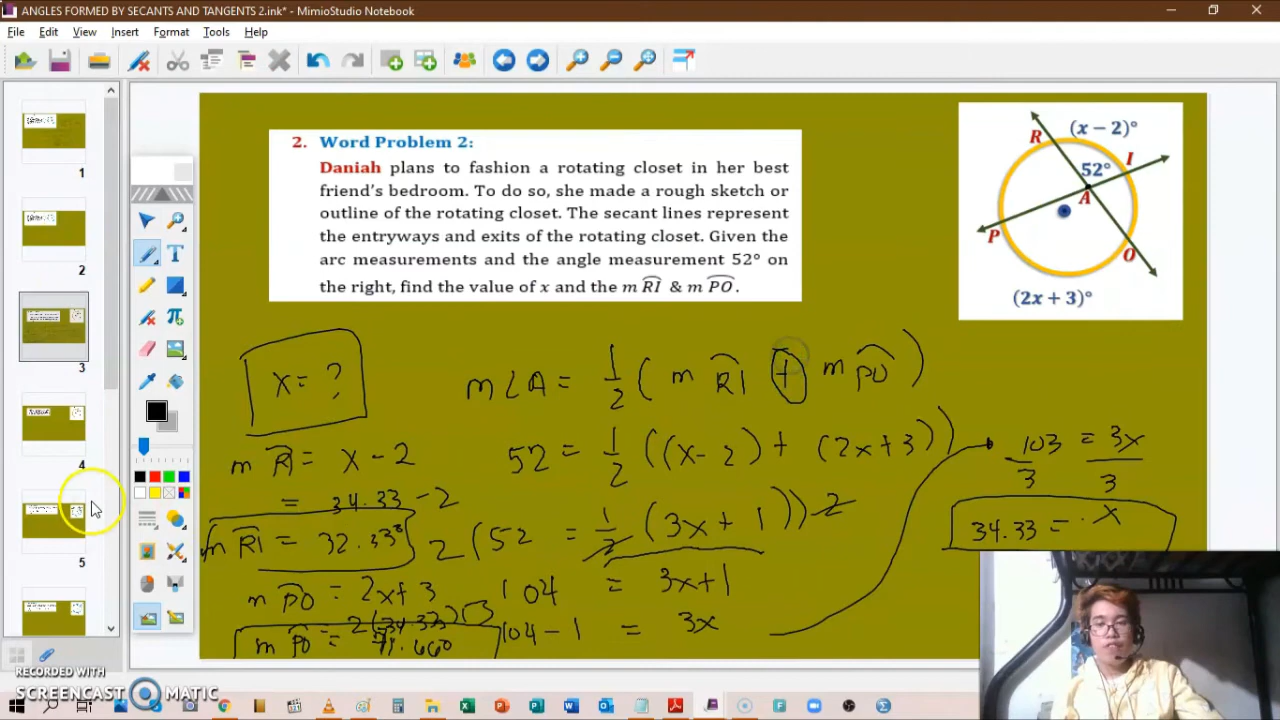 ANGLES FORMED BY SECANTS AND TANGENTS 2.ink* - MimioStudio Notebook
File Edit View Insert Format Tools Help
1
2
3
4
5
2. Word Problem 2:
Daniah plans to fashion a rotating closet in her best
friend's bedroom. To do so, she made a rough sketch or
outline of the rotating closet. The secant lines represent
the entryways and exits of the rotating closet. Given the
arc measurements and the angle measurement 52° on
the right, find the value of x and the m RI & m PO.
R
(x − 2)°
52°
I
A
P
O
(2x + 3)°
x = ?
m∠A = 1/2 (m RI + m PO)
m RI = x − 2
52 = 1/2 ((x − 2) + (2x + 3))
103/3 = 3x/3
= 34.33 − 2
34.33 = x
2 (52 = 1/2 (3x + 1)) 2
m PO = 2x + 3
104 = 3x + 1
104 − 1 = 3x
RECORDED WITH
SCREENCAST MATIC